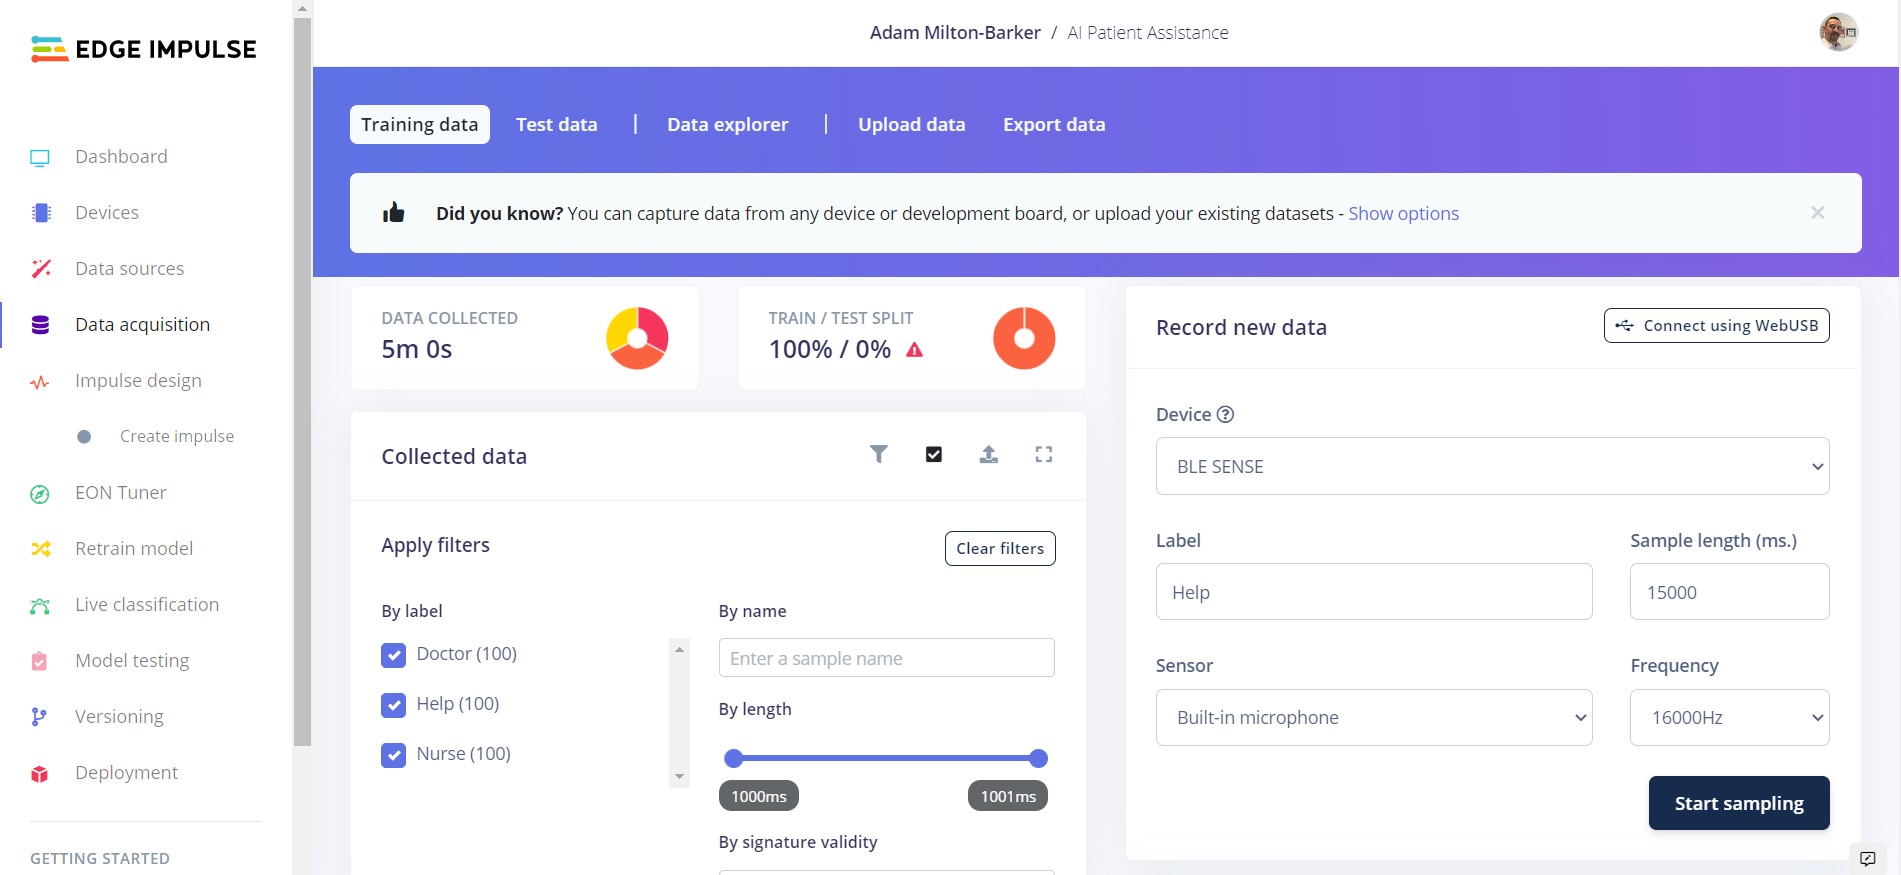 EDGE IMPULSE
Dashboard
Devices
Data sources
Data acquisition
Impulse design
Create impulse
EON Tuner
Retrain model
Live classification
Model testing
Versioning
Deployment
GETTING STARTED
Adam Milton-Barker / AI Patient Assistance
Training data Test data | Data explorer | Upload data Export data
Did you know? You can capture data from any device or development board, or upload your existing datasets - Show options
DATA COLLECTED
5m 0s
TRAIN / TEST SPLIT
100% / 0%
Collected data
Apply filters
Clear filters
By label
Doctor (100)
Help (100)
Nurse (100)
By name
Enter a sample name
By length
1000ms 1001ms
By signature validity
Record new data
Connect using WebUSB
Device
BLE SENSE
Label
Help
Sample length (ms.)
15000
Sensor
Built-in microphone
Frequency
16000Hz
Start sampling